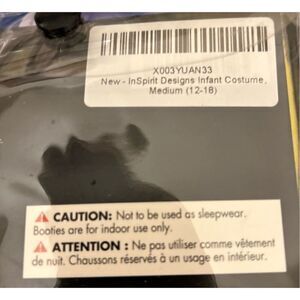 X003YUAN33
New - InSpirit Designs Infant Costume,
Medium (12-18)
CAUTION: Not to be used as sleepwear.
Booties are for indoor use only.
ATTENTION : Ne pas utiliser comme vêtement
de nuit. Chaussons réservés à un usage en intérieur.